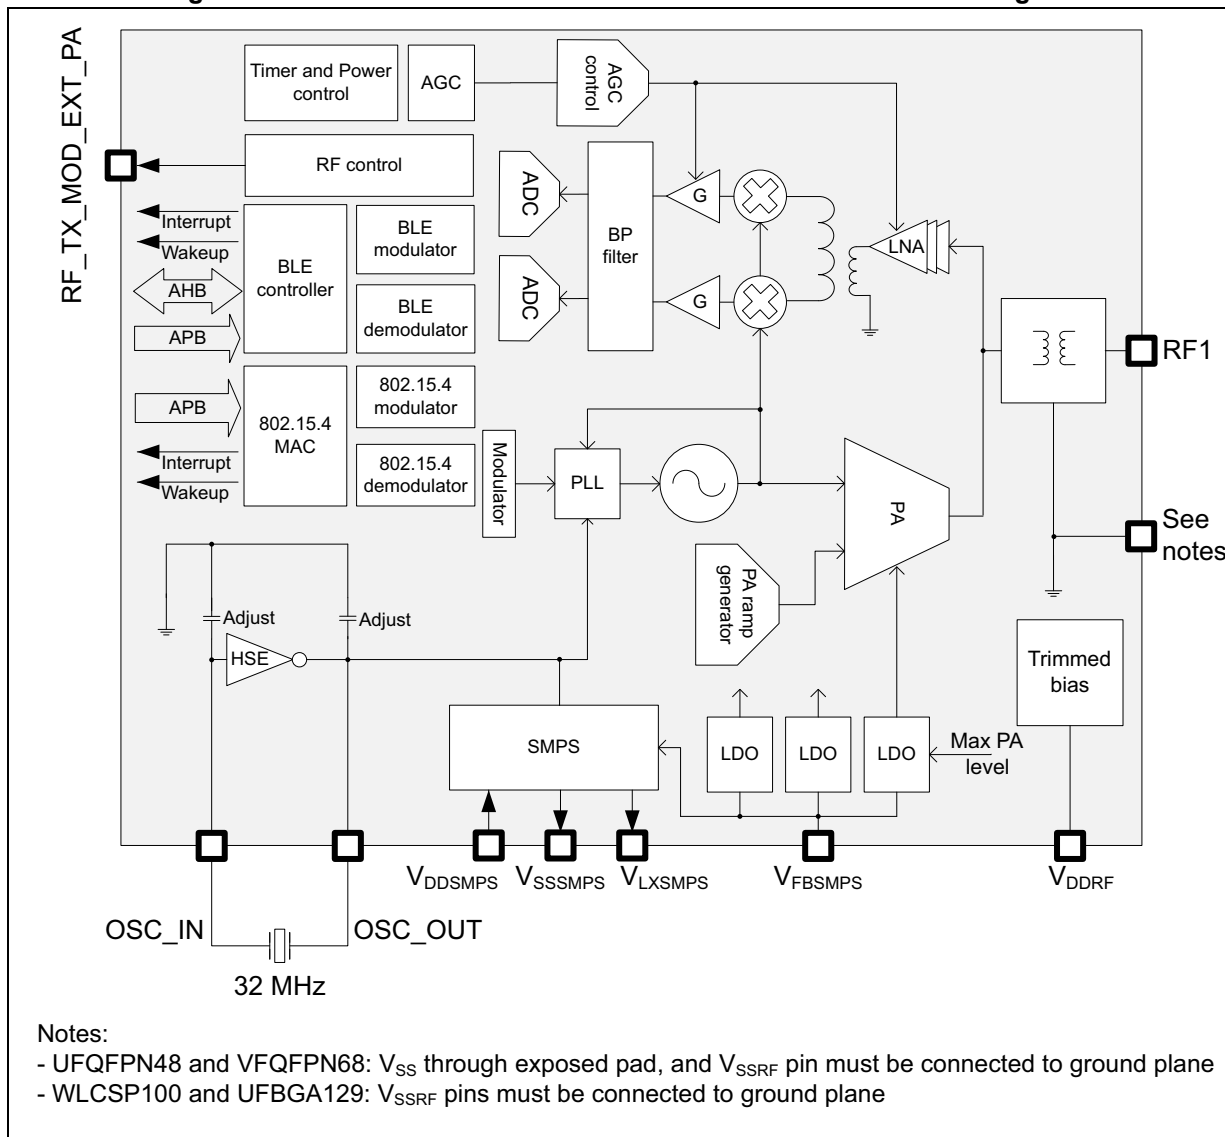 RF_TX_MOD_EXT_PA
Timer and Power
control
AGC
AGC
control
RF control
ADC
ADC
BP
filter
G
G
LNA
Interrupt
Wakeup
AHB
APB
BLE
controller
BLE
modulator
BLE
demodulator
APB
Interrupt
Wakeup
802.15.4
MAC
802.15.4
modulator
802.15.4
demodulator
Modulator
PLL
PA
RF1
See
notes
PA ramp
generator
Adjust
Adjust
HSE
SMPS
LDO
LDO
LDO
Max PA
level
Trimmed
bias
VDDSMPS
VSSSMPS
VLXSMPS
VFBSMPS
VDDRF
OSC_IN
OSC_OUT
32 MHz
Notes:
- UFQFPN48 and VFQFPN68: VSS through exposed pad, and VSSRF pin must be connected to ground plane
- WLCSP100 and UFBGA129: VSSRF pins must be connected to ground plane